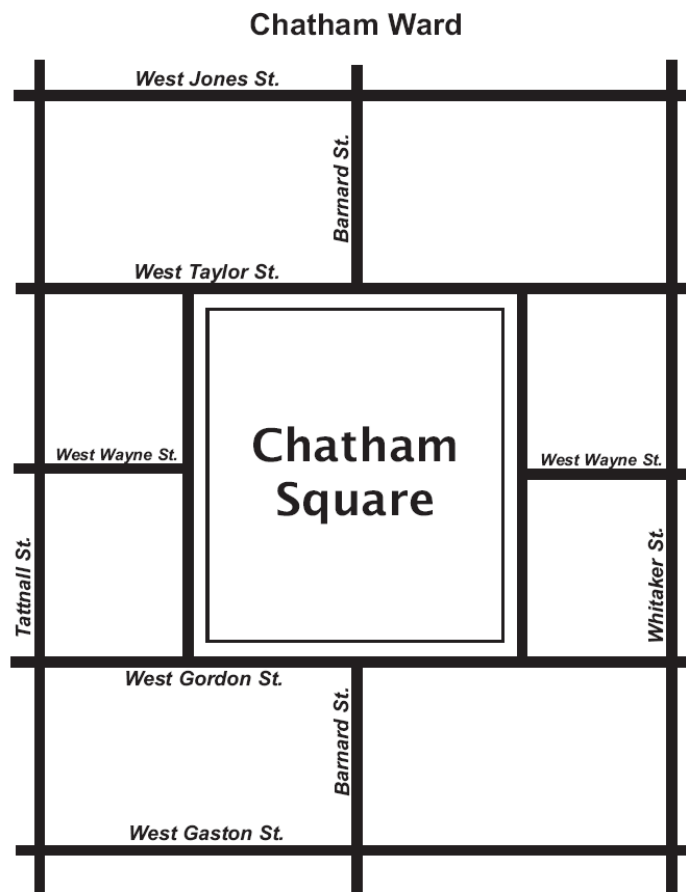 Chatham Ward
West Jones St.
Barnard St.
West Taylor St.
West Wayne St.
Chatham
Square
West Wayne St.
Tattnall St.
Whitaker St.
West Gordon St.
Barnard St.
West Gaston St.